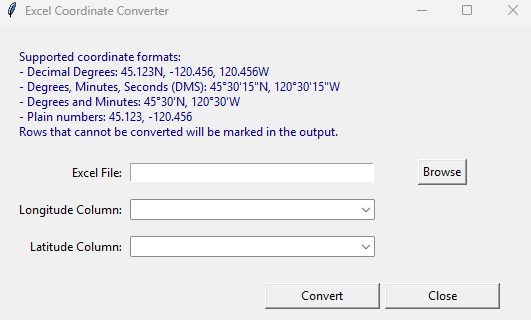 Excel Coordinate Converter
Supported coordinate formats:
- Decimal Degrees: 45.123N, -120.456, 120.456W
- Degrees, Minutes, Seconds (DMS): 45°30'15"N, 120°30'15"W
- Degrees and Minutes: 45°30'N, 120°30'W
- Plain numbers: 45.123, -120.456
Rows that cannot be converted will be marked in the output.
Excel File:
Browse
Longitude Column:
Latitude Column:
Convert
Close